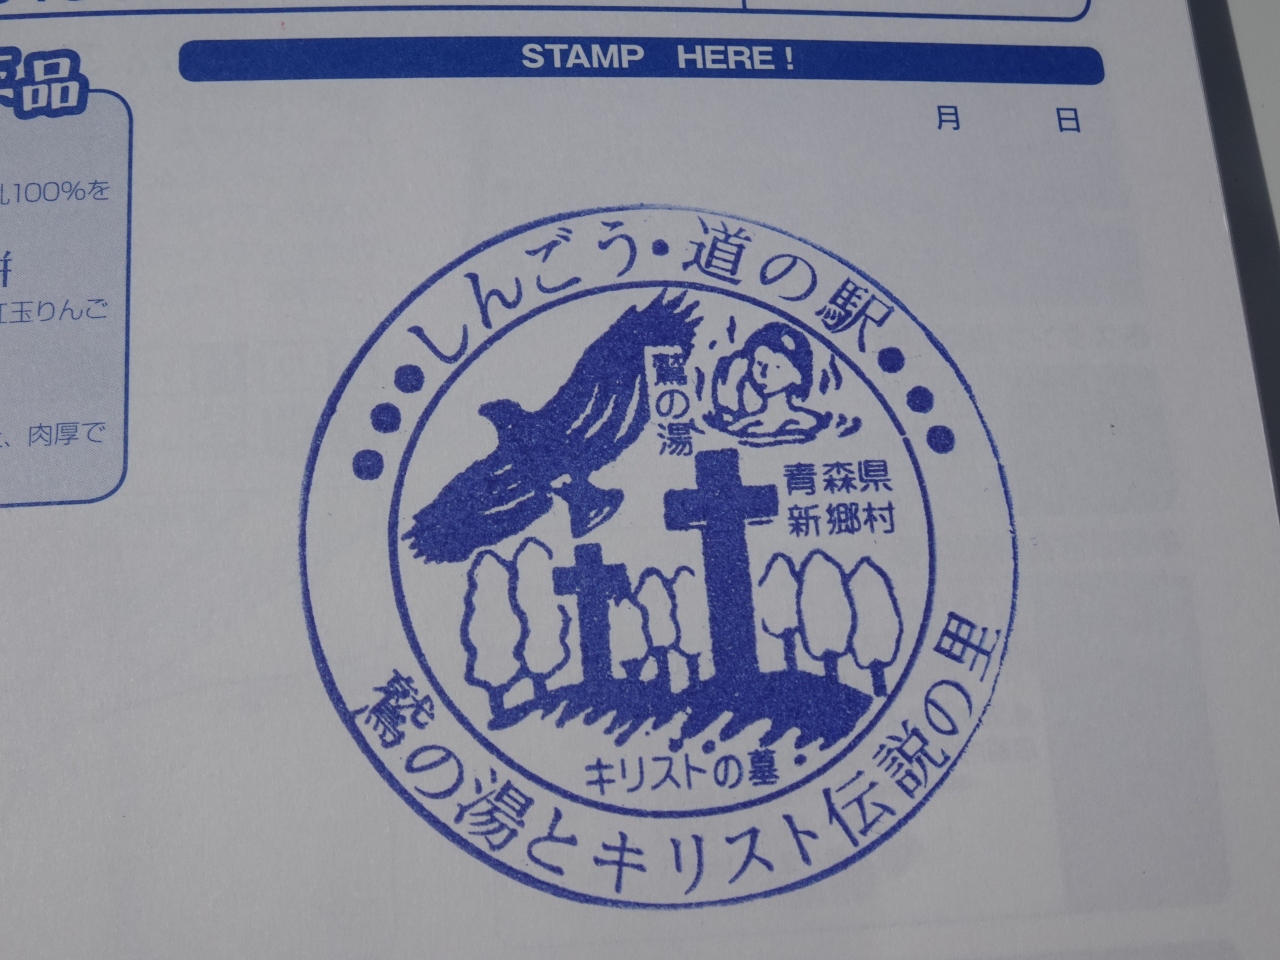 STAMP HERE!
月 日
品
100%を
玉りんご
、肉厚で
しんごう・道の駅
鷲の湯
青森県
新郷村
キリストの墓
鷲の湯とキリスト伝説の里